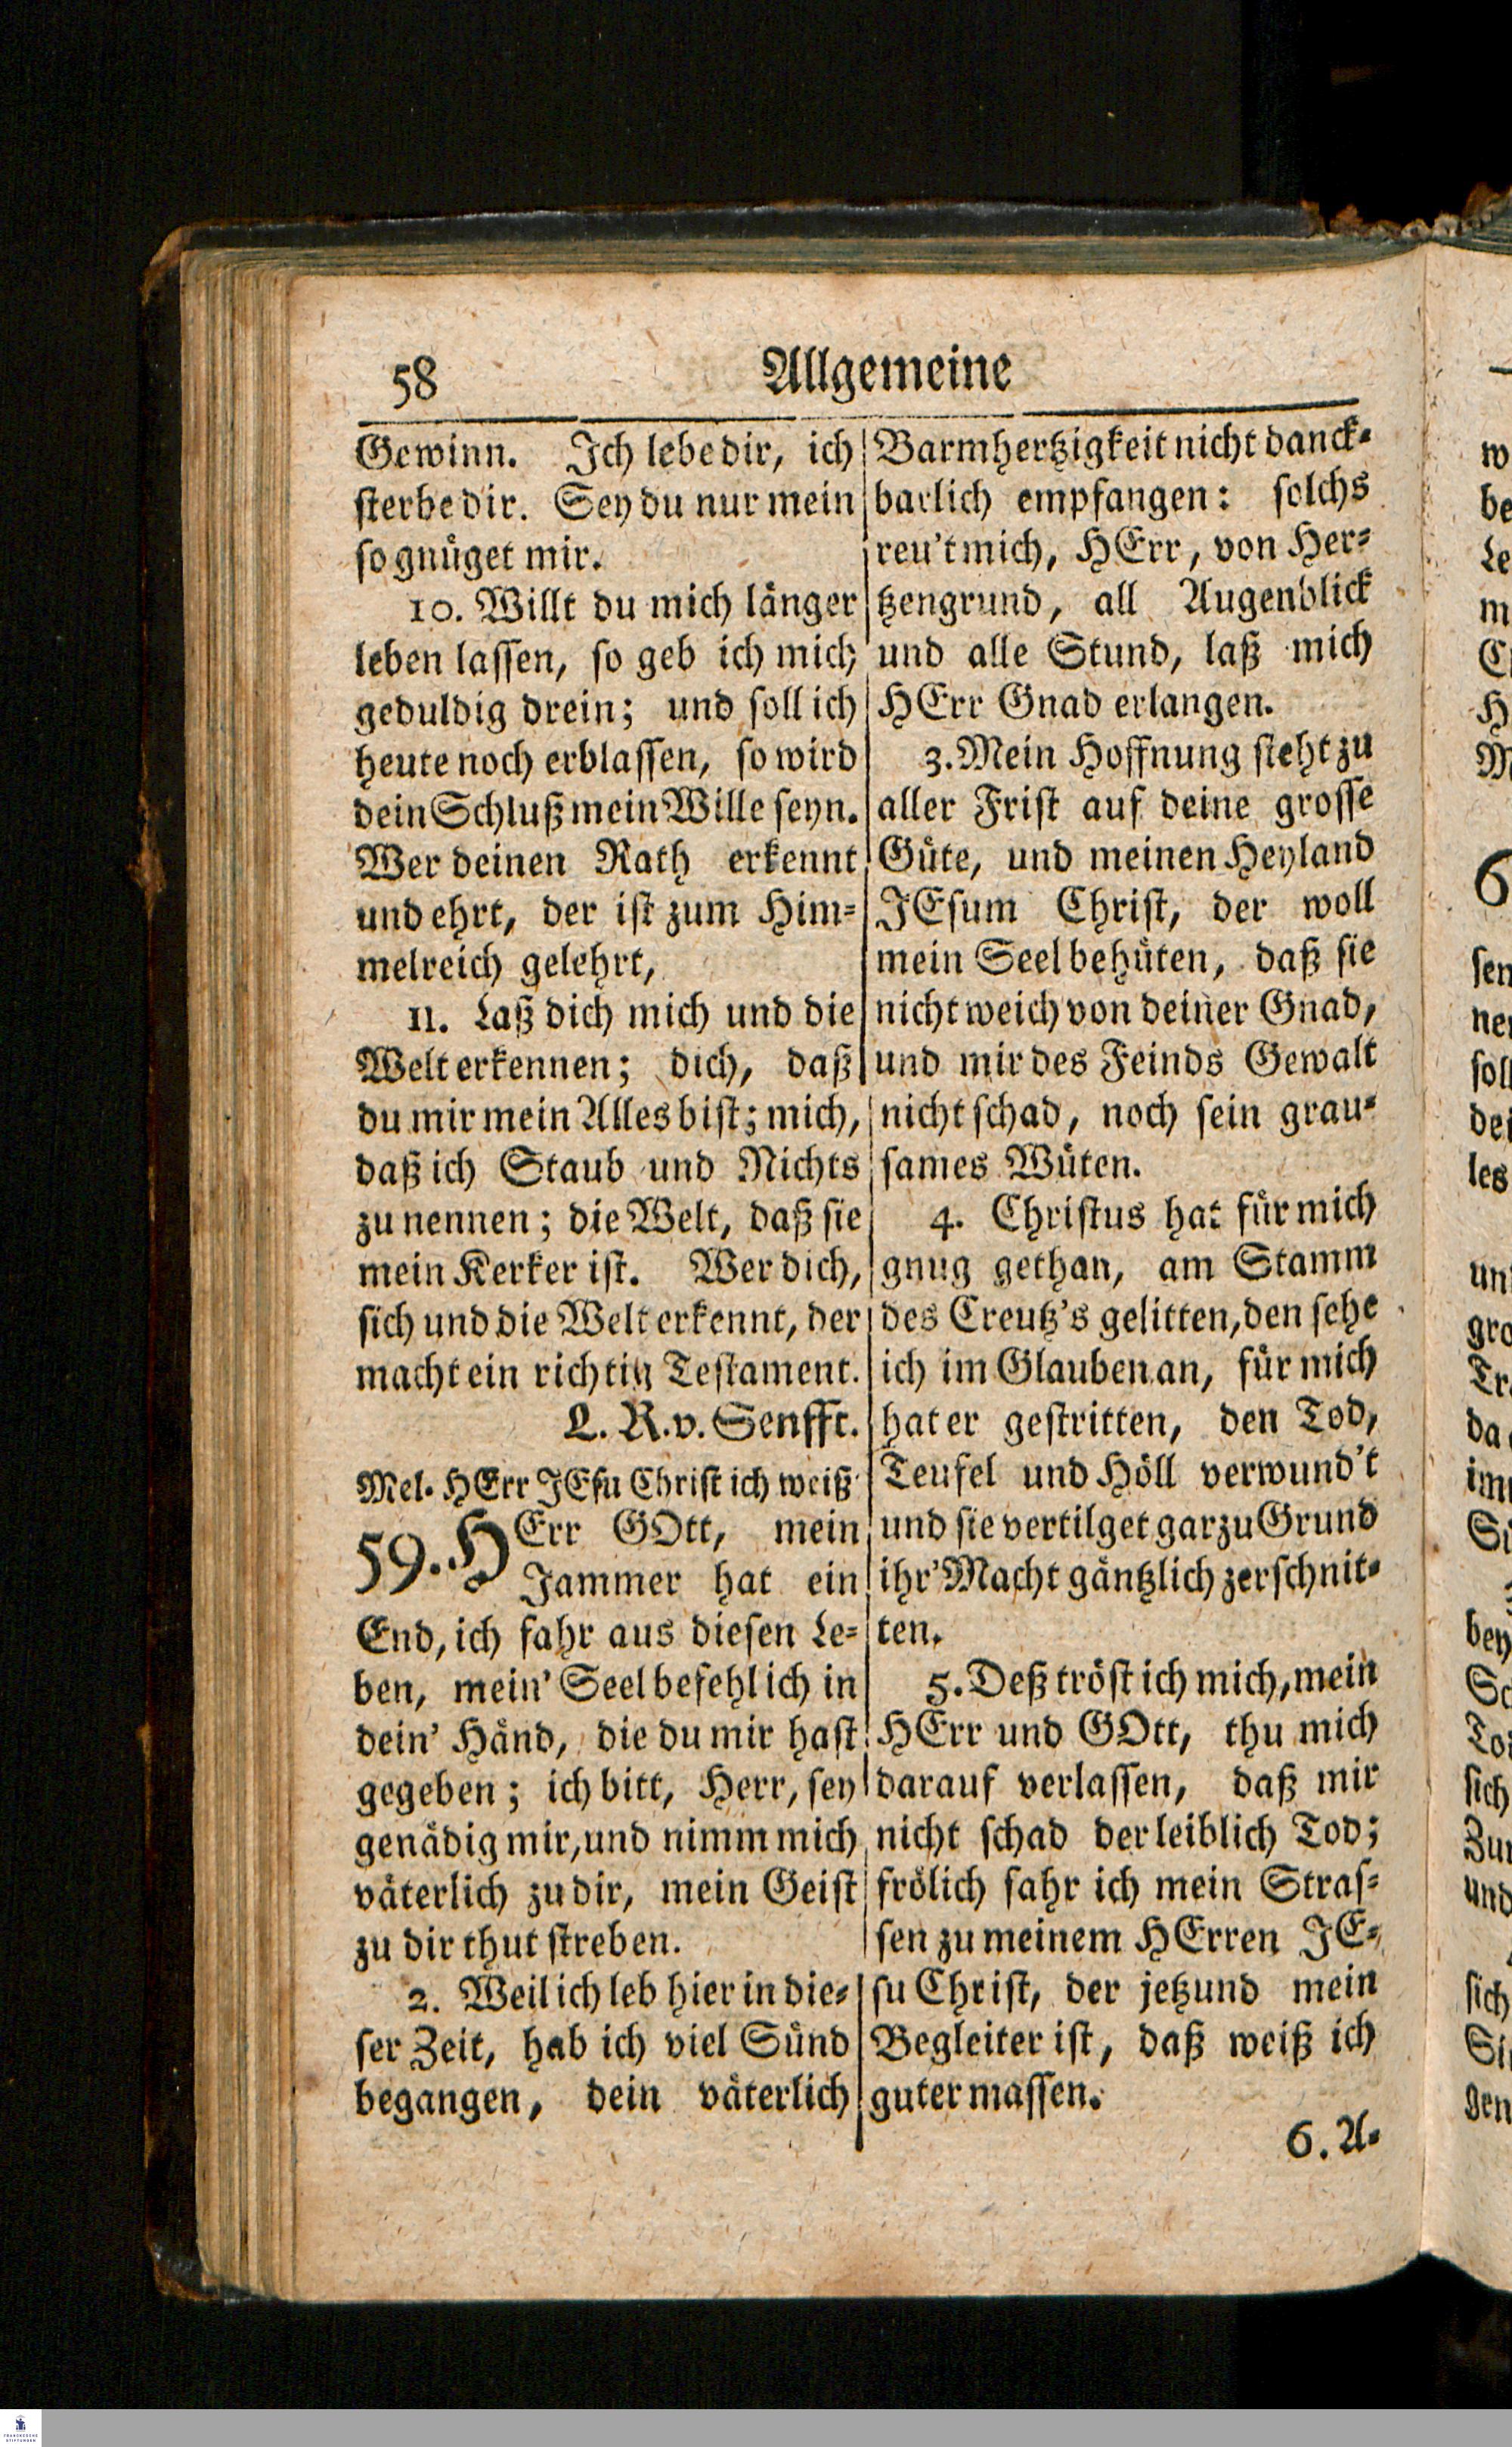 58
Allgemeine
Gewinn. Ich lebe dir, ich
sterbe dir. Sey du nur mein
so gnüget mir.
10. Willt du mich länger
leben lassen, so geb ich mich
geduldig drein; und soll ich
heute noch erblassen, so wird
dein Schluß mein Wille seyn.
Wer deinen Rath erkennt
und ehrt, der ist zum Him-
melreich gelehrt,
11. Laß dich mich und die
Welt erkennen; dich, daß
du mir mein Alles bist; mich,
daß ich Staub und Nichts
zu nennen; die Welt, daß sie
mein Kerker ist. Wer dich,
sich und die Welt erkennt, der
macht ein richtig Testament.
L. R. v. Senfft.
Mel. HErr JEsu Christ ich weiß
59. HErr GOtt, mein
Jammer hat ein
End, ich fahr aus diesen Le-
ben, mein' Seel befehl ich in
dein' Händ, die du mir hast
gegeben; ich bitt, Herr, sey
genädig mir, und nimm mich
väterlich zu dir, mein Geist
zu dir thut streben.
2. Weil ich leb hier in die-
ser Zeit, hab ich viel Sünd
begangen, dein väterlich
Barmhertzigkeit nicht danck-
barlich empfangen: solchs
reu't mich, HErr, von Her-
tzengrund, all Augenblick
und alle Stund, laß mich
HErr Gnad erlangen.
3. Mein Hoffnung steht zu
aller Frist auf deine grosse
Güte, und meinen Heyland
JEsum Christ, der woll
mein Seel behüten, daß sie
nicht weich von deiner Gnad,
und mir des Feinds Gewalt
nicht schad, noch sein grau-
sames Wüten.
4. Christus hat für mich
gnug gethan, am Stamm
des Creutz's gelitten, den sehe
ich im Glauben an, für mich
hat er gestritten, den Tod,
Teufel und Höll verwund't
und sie vertilget gar zu Grund
ihr' Macht gäntzlich zerschnit-
ten.
5. Deß tröst ich mich, mein
HErr und GOtt, thu mich
darauf verlassen, daß mir
nicht schad der leiblich Tod;
frölich fahr ich mein Stras-
sen zu meinem HErren JE-
su Christ, der jetzund mein
Begleiter ist, daß weiß ich
guter massen.
6. A-
FRANCKESCHE
STIFTUNGEN